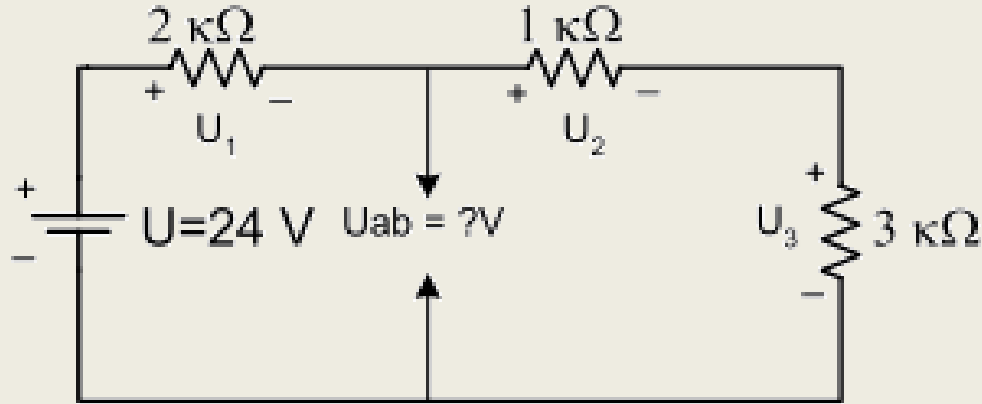 2 κΩ
1 κΩ
+ −
+ −
U₁
U₂
+
+
U=24 V
Uab = ?V
U₃
3 κΩ
−
−